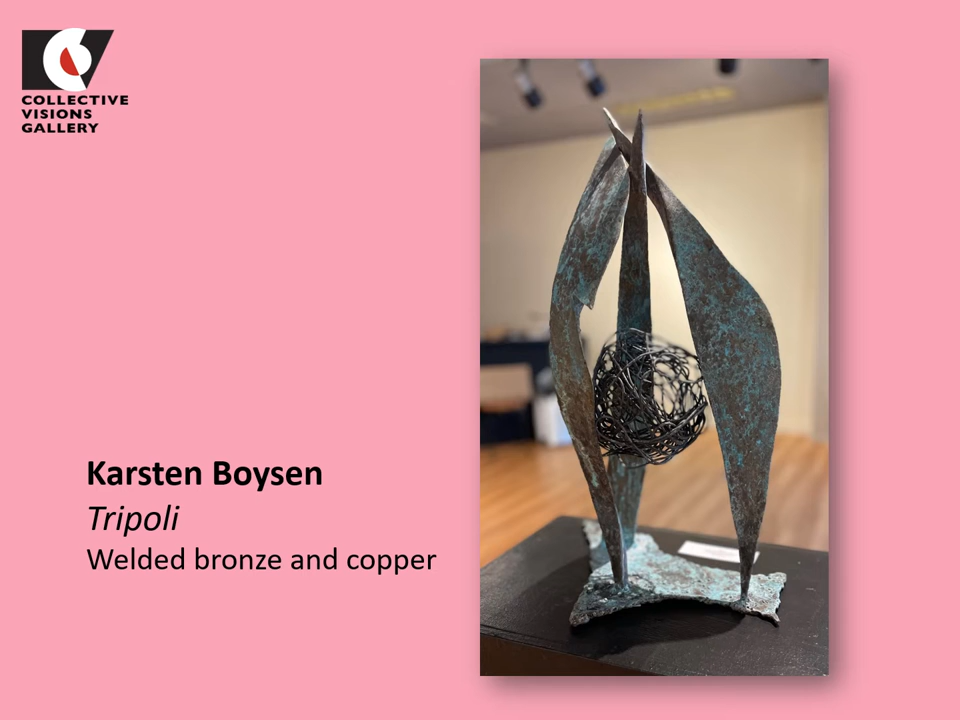 COLLECTIVE
VISIONS
GALLERY
Karsten Boysen
Tripoli
Welded bronze and copper